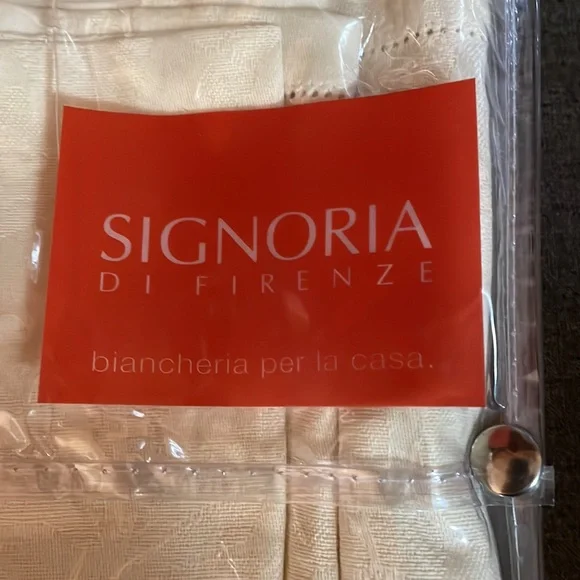 SIGNORIA
DI FIRENZE
biancheria per la casa.